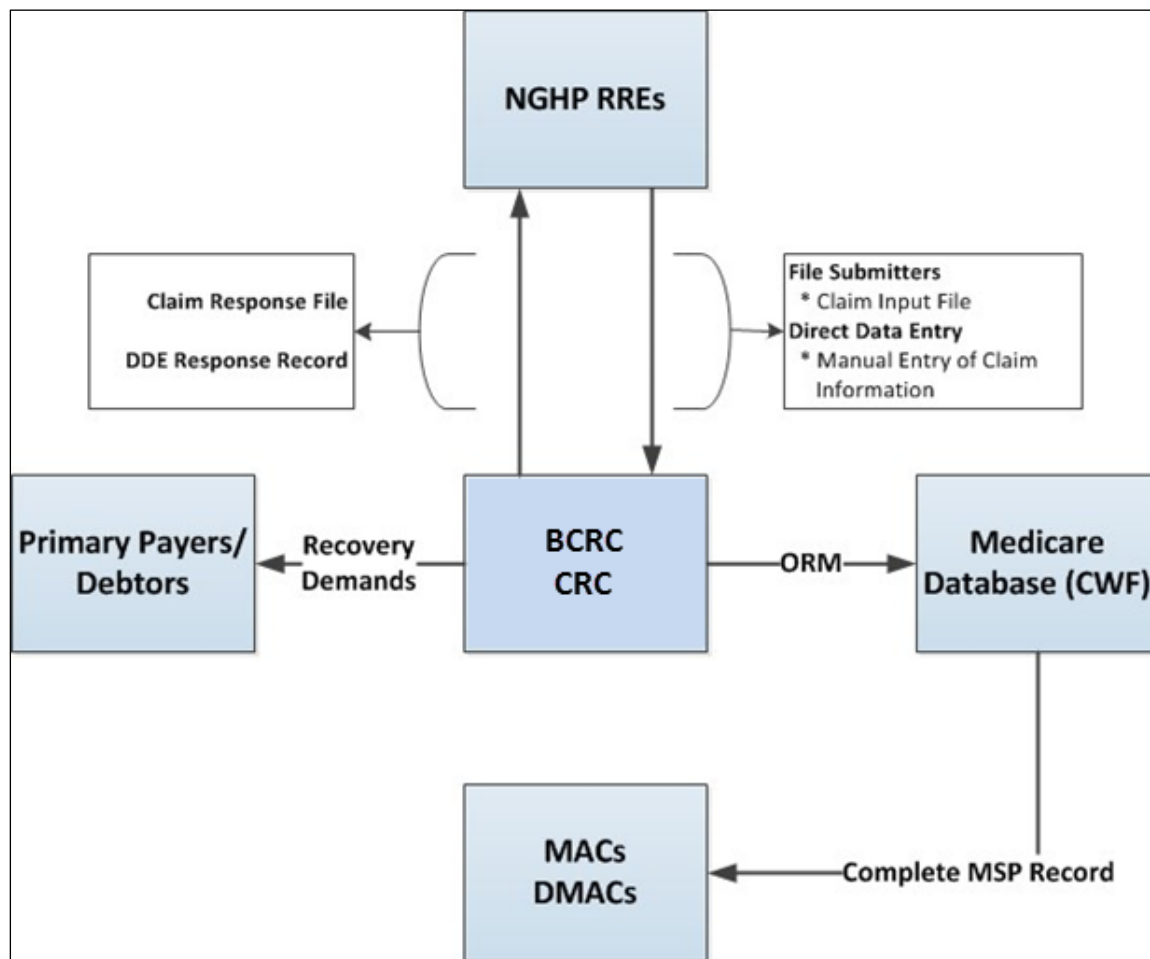 NGHP RREs
Claim Response File
DDE Response Record
File Submitters
* Claim Input File
Direct Data Entry
* Manual Entry of Claim
Information
Primary Payers/
Debtors
Recovery
Demands
BCRC
CRC
ORM
Medicare
Database (CWF)
MACs
DMACs
Complete MSP Record